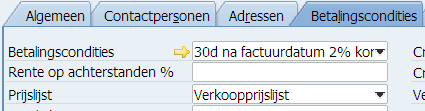 Algemeen Contactpersonen Adressen Betalingscondities
Betalingscondities 30d na factuurdatum 2% kor
Rente op achterstanden %
Prijslijst Verkoopprijslijst